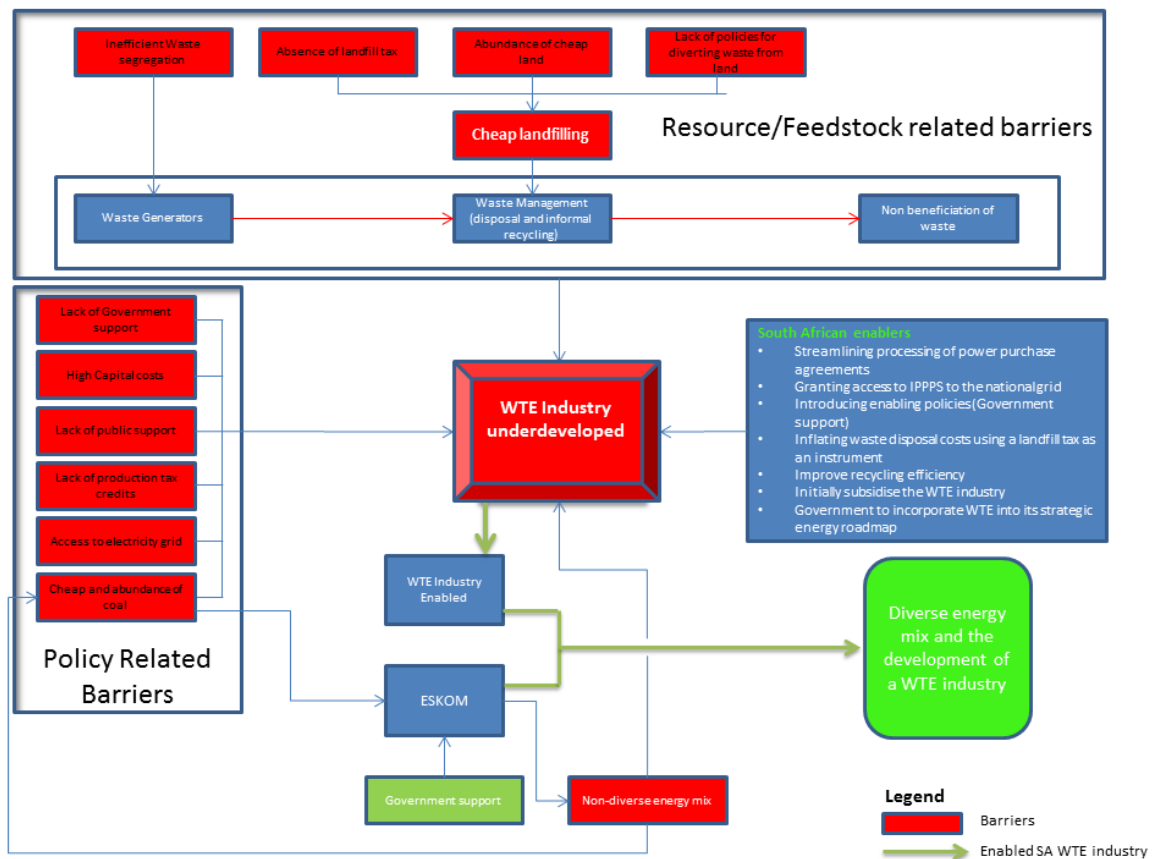 Inefficient Waste
segregation
Absence of landfill tax
Abundance of cheap
land
Lack of policies for
diverting waste from
land
Cheap landfilling
Resource/Feedstock related barriers
Waste Generators
Waste Management
(disposal and informal
recycling)
Non beneficiation of
waste
Lack of Government
support
High Capital costs
Lack of public support
Lack of production tax
credits
Access to electricity grid
Cheap and abundance of
coal
Policy Related
Barriers
WTE Industry
underdeveloped
South African enablers
• Streamlining processing of power purchase
agreements
• Granting access to IPPPS to the national grid
• Introducing enabling policies (Government
support)
• Inflating waste disposal costs using a landfill tax as
an instrument
• Improve recycling efficiency
• Initially subsidise the WTE industry
• Government to incorporate WTE into its strategic
energy roadmap
WTE Industry
Enabled
ESKOM
Government support
Non-diverse energy mix
Diverse energy
mix and the
development of
a WTE industry
Legend
Barriers
Enabled SA WTE industry